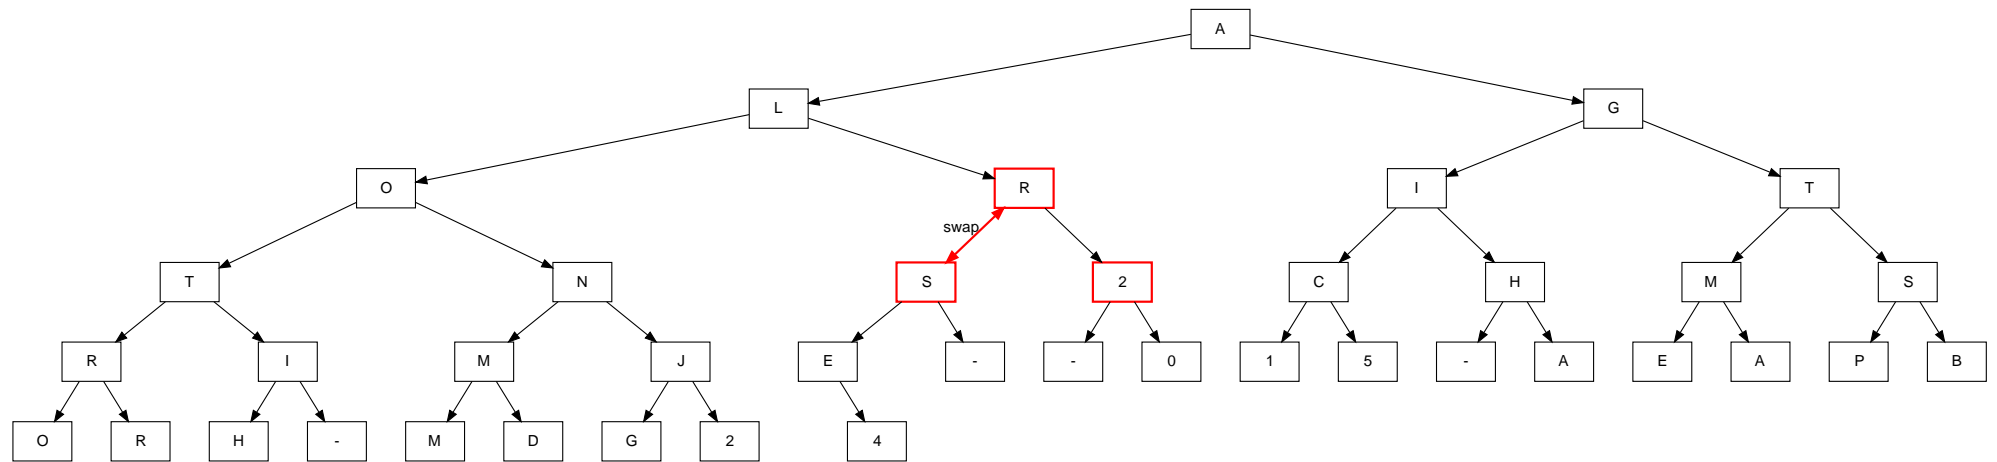 A
L G
O R I T
swap
T N S 2 C H M S
R I M J E - - 0 1 5 - A E A P B
O R H - M D G 2 4